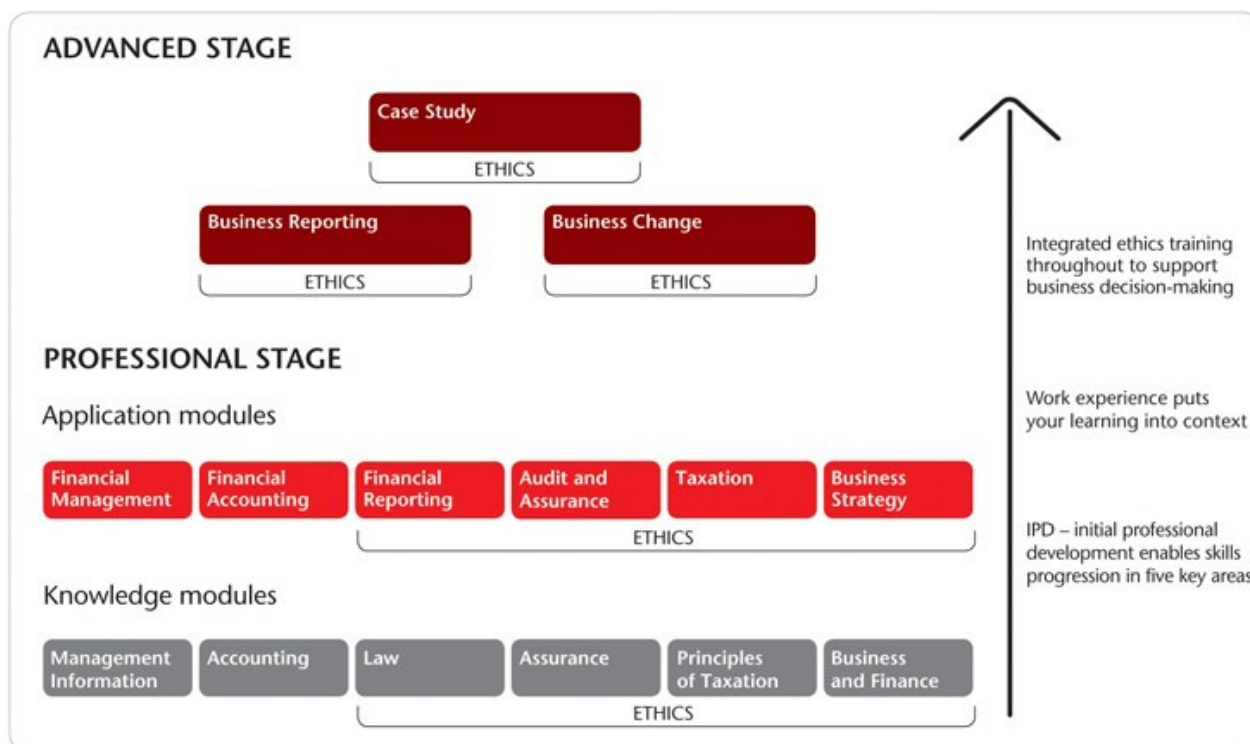 ADVANCED STAGE
Case Study
ETHICS
Business Reporting
Business Change
ETHICS
ETHICS
Integrated ethics training
throughout to support
business decision-making
PROFESSIONAL STAGE
Work experience puts
your learning into context
Application modules
Financial
Management
Financial
Accounting
Financial
Reporting
Audit and
Assurance
Taxation
Business
Strategy
ETHICS
IPD – initial professional
development enables skills
progression in five key areas
Knowledge modules
Management
Information
Accounting
Law
Assurance
Principles
of Taxation
Business
and Finance
ETHICS